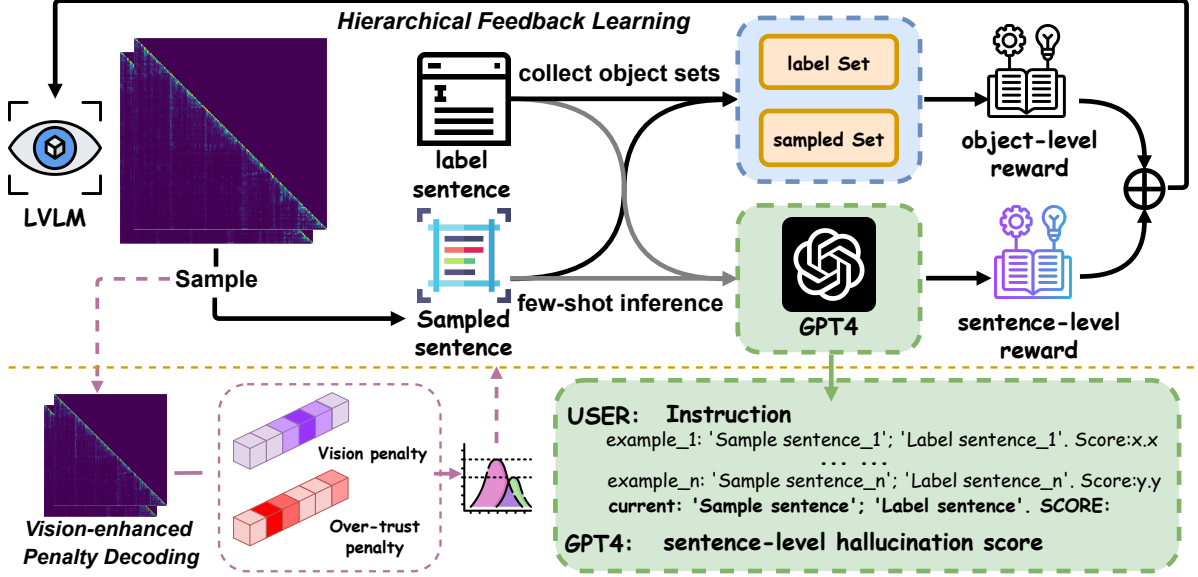 Hierarchical Feedback Learning
LVLM
Sample
label
sentence
Sampled
sentence
collect object sets
few-shot inference
label Set
sampled Set
GPT4
object-level
reward
sentence-level
reward
Vision-enhanced
Penalty Decoding
Vision penalty
Over-trust
penalty
USER: Instruction
example_1: 'Sample sentence_1'; 'Label sentence_1'. Score:x.x
... ...
example_n: 'Sample sentence_n'; 'Label sentence_n'. Score:y.y
current: 'Sample sentence'; 'Label sentence'. SCORE:
GPT4: sentence-level hallucination score